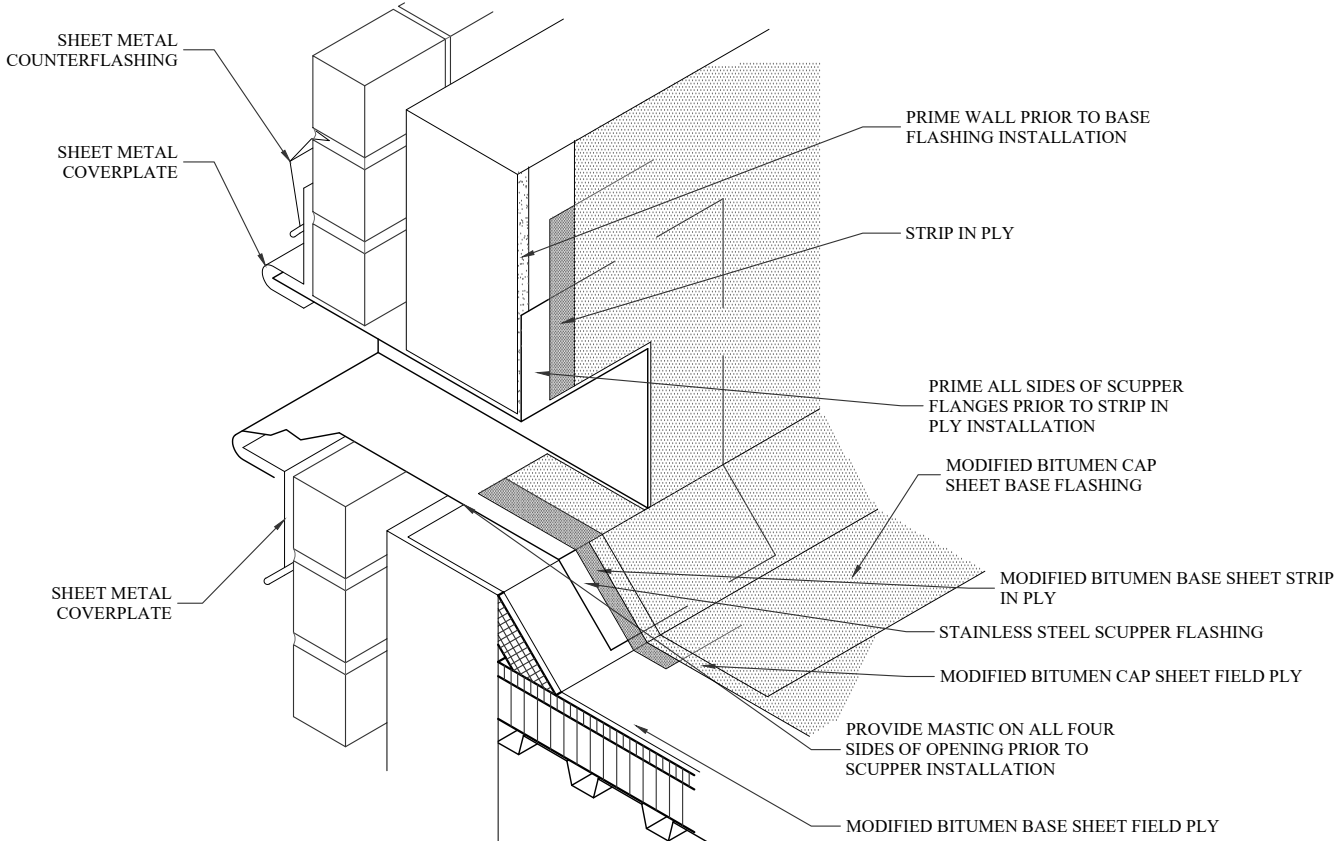 SHEET METAL
COUNTERFLASHING
SHEET METAL
COVERPLATE
SHEET METAL
COVERPLATE
PRIME WALL PRIOR TO BASE
FLASHING INSTALLATION
STRIP IN PLY
PRIME ALL SIDES OF SCUPPER
FLANGES PRIOR TO STRIP IN
PLY INSTALLATION
MODIFIED BITUMEN CAP
SHEET BASE FLASHING
MODIFIED BITUMEN BASE SHEET STRIP
IN PLY
STAINLESS STEEL SCUPPER FLASHING
MODIFIED BITUMEN CAP SHEET FIELD PLY
PROVIDE MASTIC ON ALL FOUR
SIDES OF OPENING PRIOR TO
SCUPPER INSTALLATION
MODIFIED BITUMEN BASE SHEET FIELD PLY